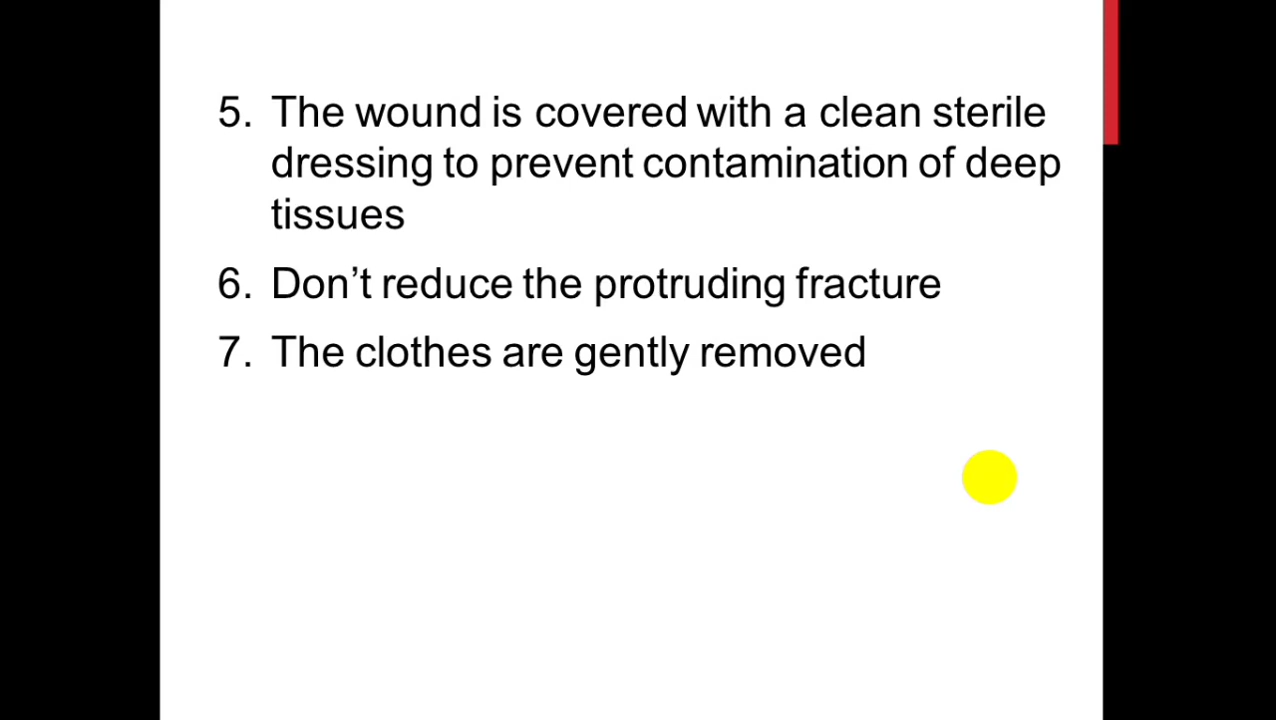 5. The wound is covered with a clean sterile
dressing to prevent contamination of deep
tissues
6. Don’t reduce the protruding fracture
7. The clothes are gently removed